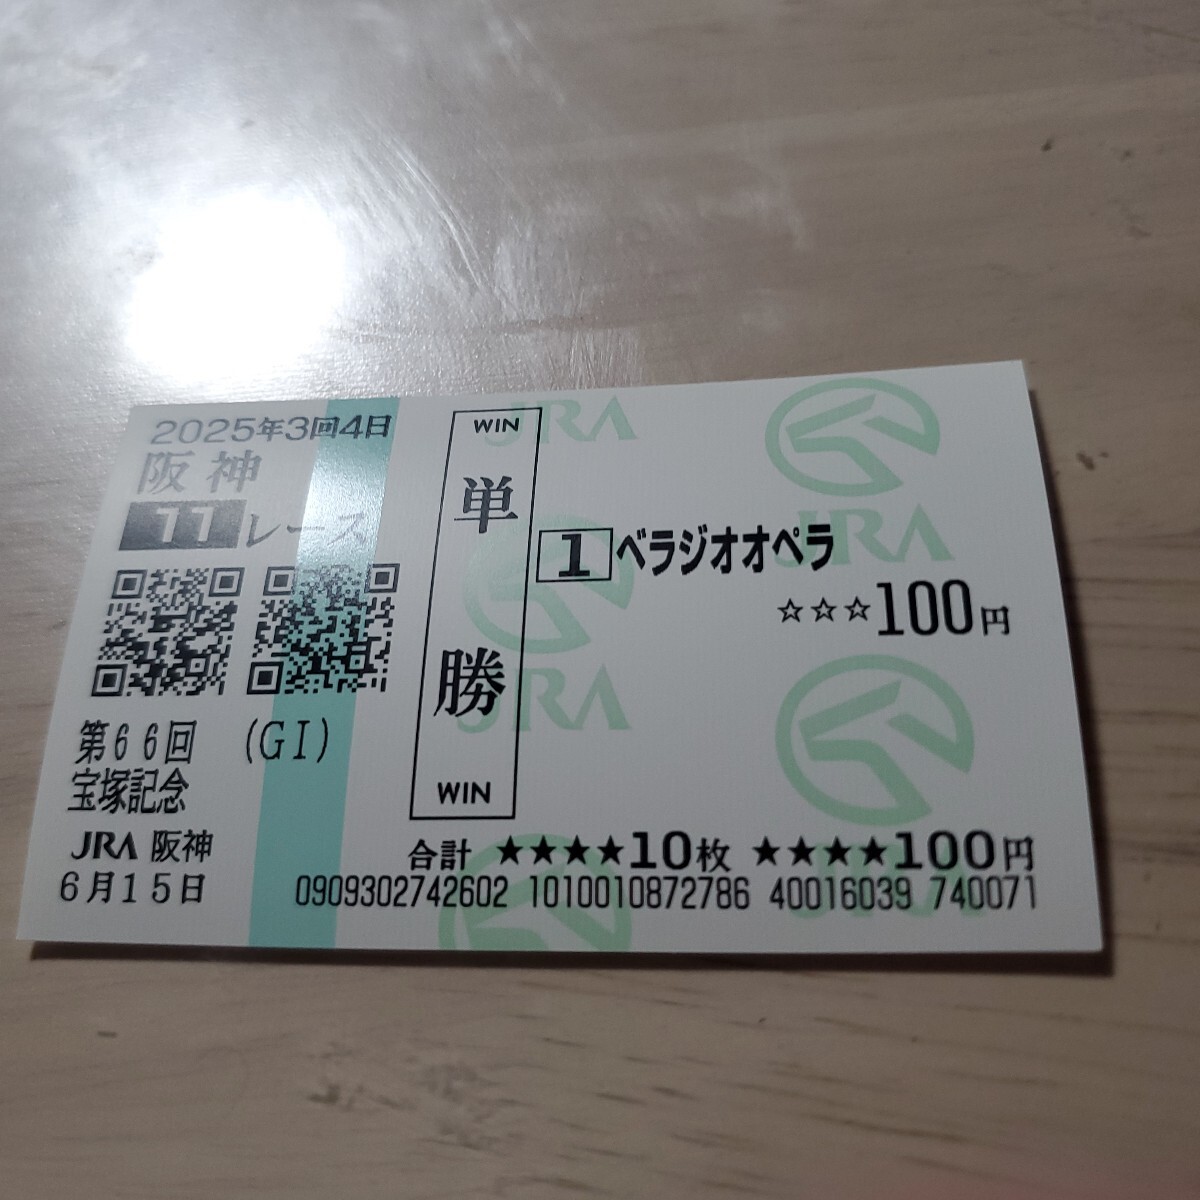 2025年3回4日
阪神
11レース
第66回 (GI)
宝塚記念
JRA 阪神
6月15日
WIN
単勝
WIN
1 ベラジオオペラ
☆☆☆100円
合計 ★★★★10枚 ★★★★100円
0909302742602 1010010872786 40016039 740071
JRA
JRA
JRA
JRA